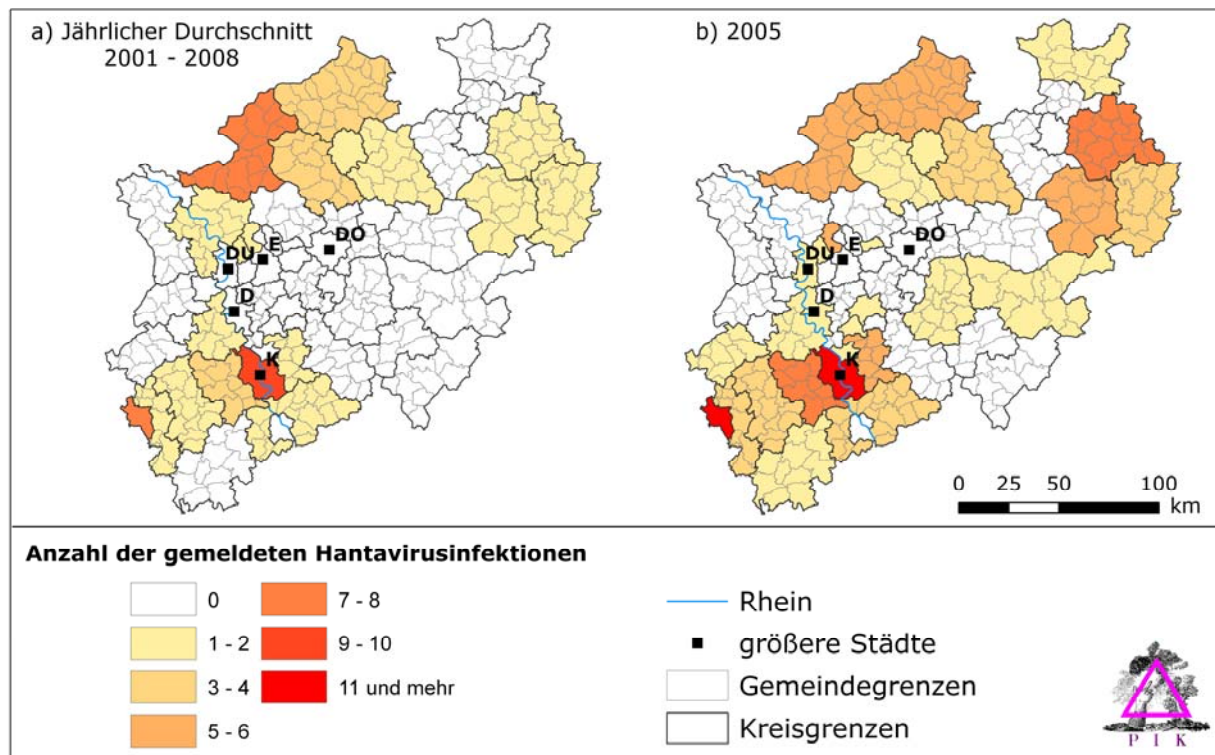 a) Jährlicher Durchschnitt
2001 - 2008
b) 2005
DU
E
DO
D
K
DU
E
DO
D
K
0 25 50 100
km
Anzahl der gemeldeten Hantavirusinfektionen
0
1 - 2
3 - 4
5 - 6
7 - 8
9 - 10
11 und mehr
Rhein
größere Städte
Gemeindegrenzen
Kreisgrenzen
P I K